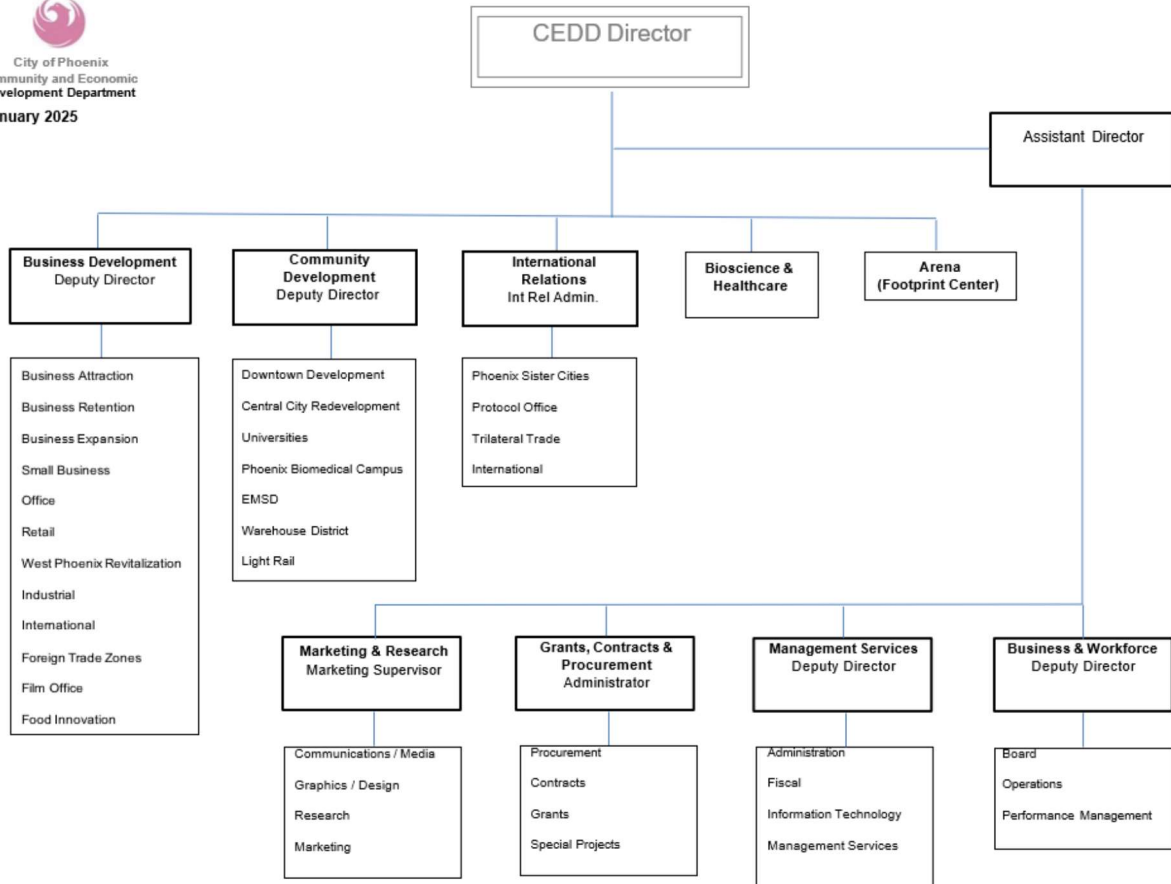 City of Phoenix
mmunity and Economic
velopment Department
nuary 2025
CEDD Director
Assistant Director
Business Development
Deputy Director
Community
Development
Deputy Director
International
Relations
Int Rel Admin.
Bioscience &
Healthcare
Arena
(Footprint Center)
Business Attraction
Business Retention
Business Expansion
Small Business
Office
Retail
West Phoenix Revitalization
Industrial
International
Foreign Trade Zones
Film Office
Food Innovation
Downtown Development
Central City Redevelopment
Universities
Phoenix Biomedical Campus
EMSD
Warehouse District
Light Rail
Phoenix Sister Cities
Protocol Office
Trilateral Trade
International
Marketing & Research
Marketing Supervisor
Grants, Contracts &
Procurement
Administrator
Management Services
Deputy Director
Business & Workforce
Deputy Director
Communications / Media
Graphics / Design
Research
Marketing
Procurement
Contracts
Grants
Special Projects
Administration
Fiscal
Information Technology
Management Services
Board
Operations
Performance Management